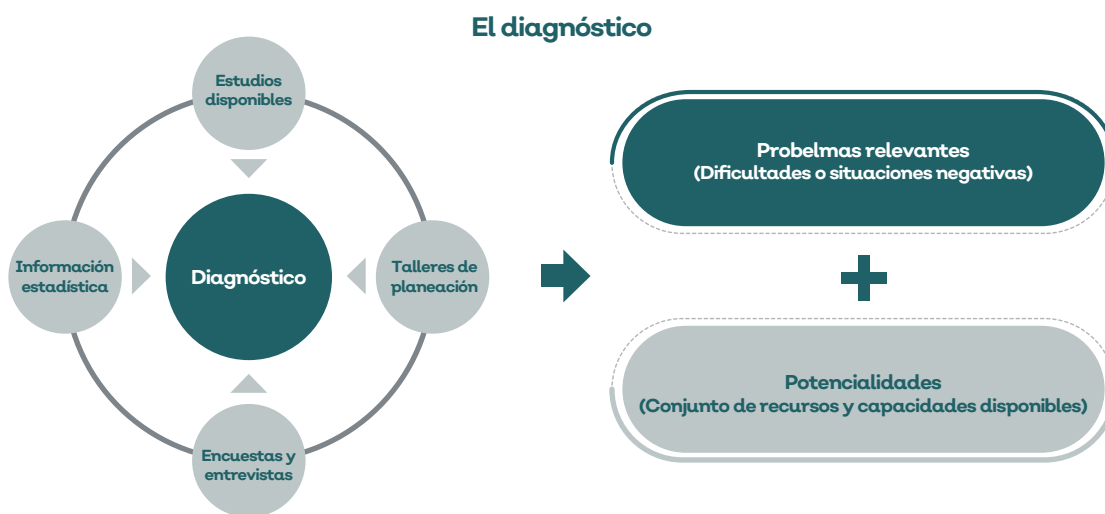 El diagnóstico
Estudios
disponibles
Información
estadística
Diagnóstico
Talleres de
planeación
Encuestas y
entrevistas
Probelmas relevantes
(Dificultades o situaciones negativas)
Potencialidades
(Conjunto de recursos y capacidades disponibles)